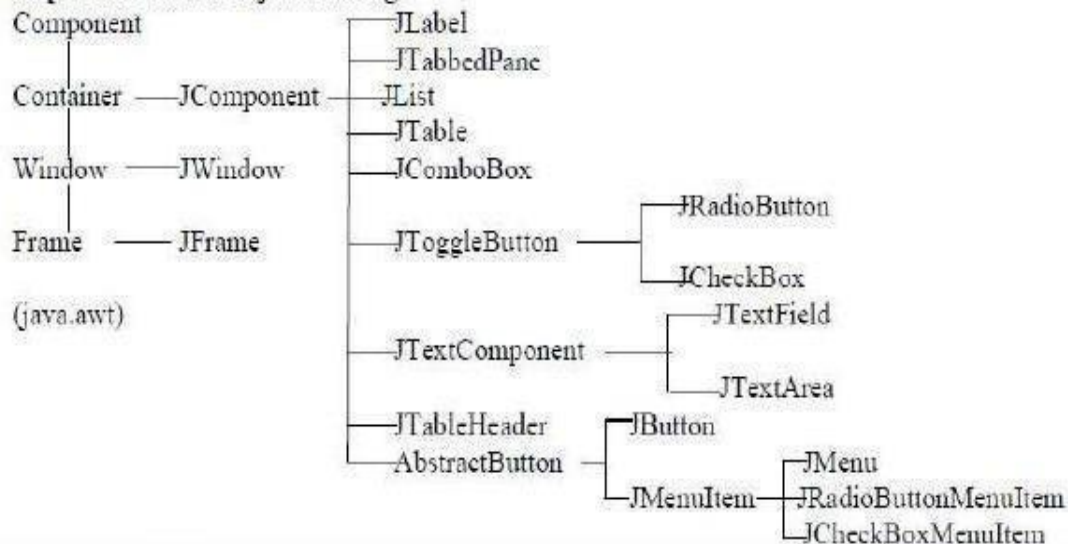 Component JLabel
JTabbedPane
Container JComponent JList
JTable
Window JWindow JComboBox
JRadioButton
Frame JFrame JToggleButton
JCheckBox
(java.awt) JTextField
JTextComponent
JTextArea
JTableHeader JButton
AbstractButton JMenu
JMenuItem JRadioButtonMenuItem
JCheckBoxMenuItem